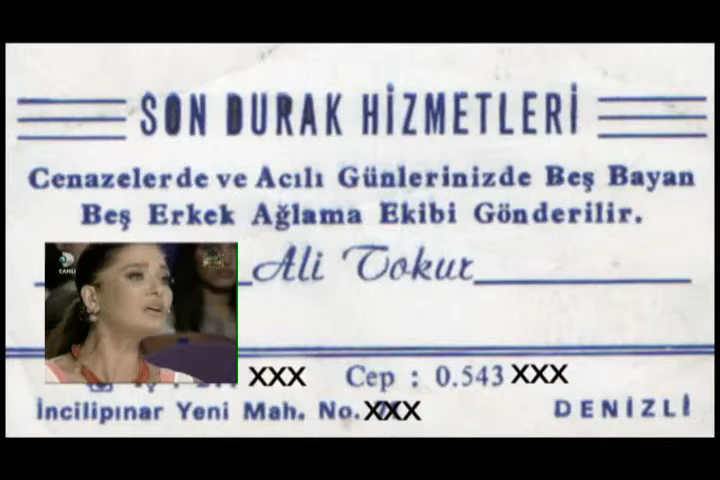 SON DURAK HİZMETLERİ
Cenazelerde ve Acılı Günlerinizde Beş Bayan
Beş Erkek Ağlama Ekibi Gönderilir.
Ali Tokur
CANLI
XXX Cep : 0.543 XXX
İncilipınar Yeni Mah. No. XXX DENİZLİ